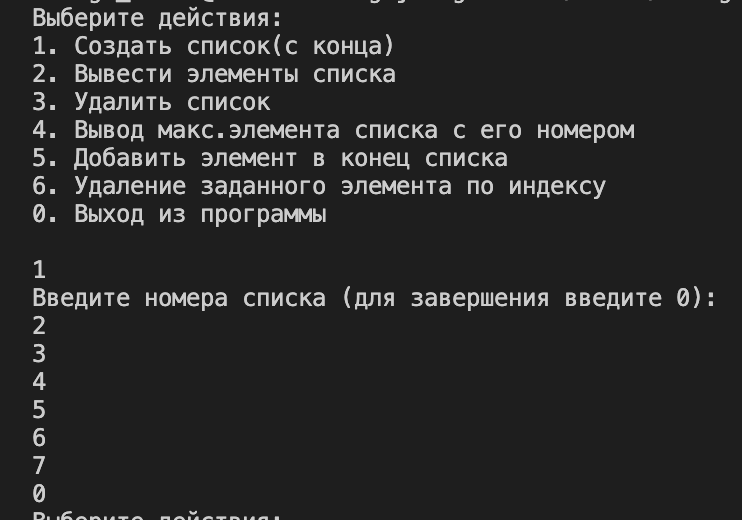 Выберите действия:
1. Создать список(с конца)
2. Вывести элементы списка
3. Удалить список
4. Вывод макс.элемента списка с его номером
5. Добавить элемент в конец списка
6. Удаление заданного элемента по индексу
0. Выход из программы
1
Введите номера списка (для завершения введите 0):
2
3
4
5
6
7
0
Выберите действия: